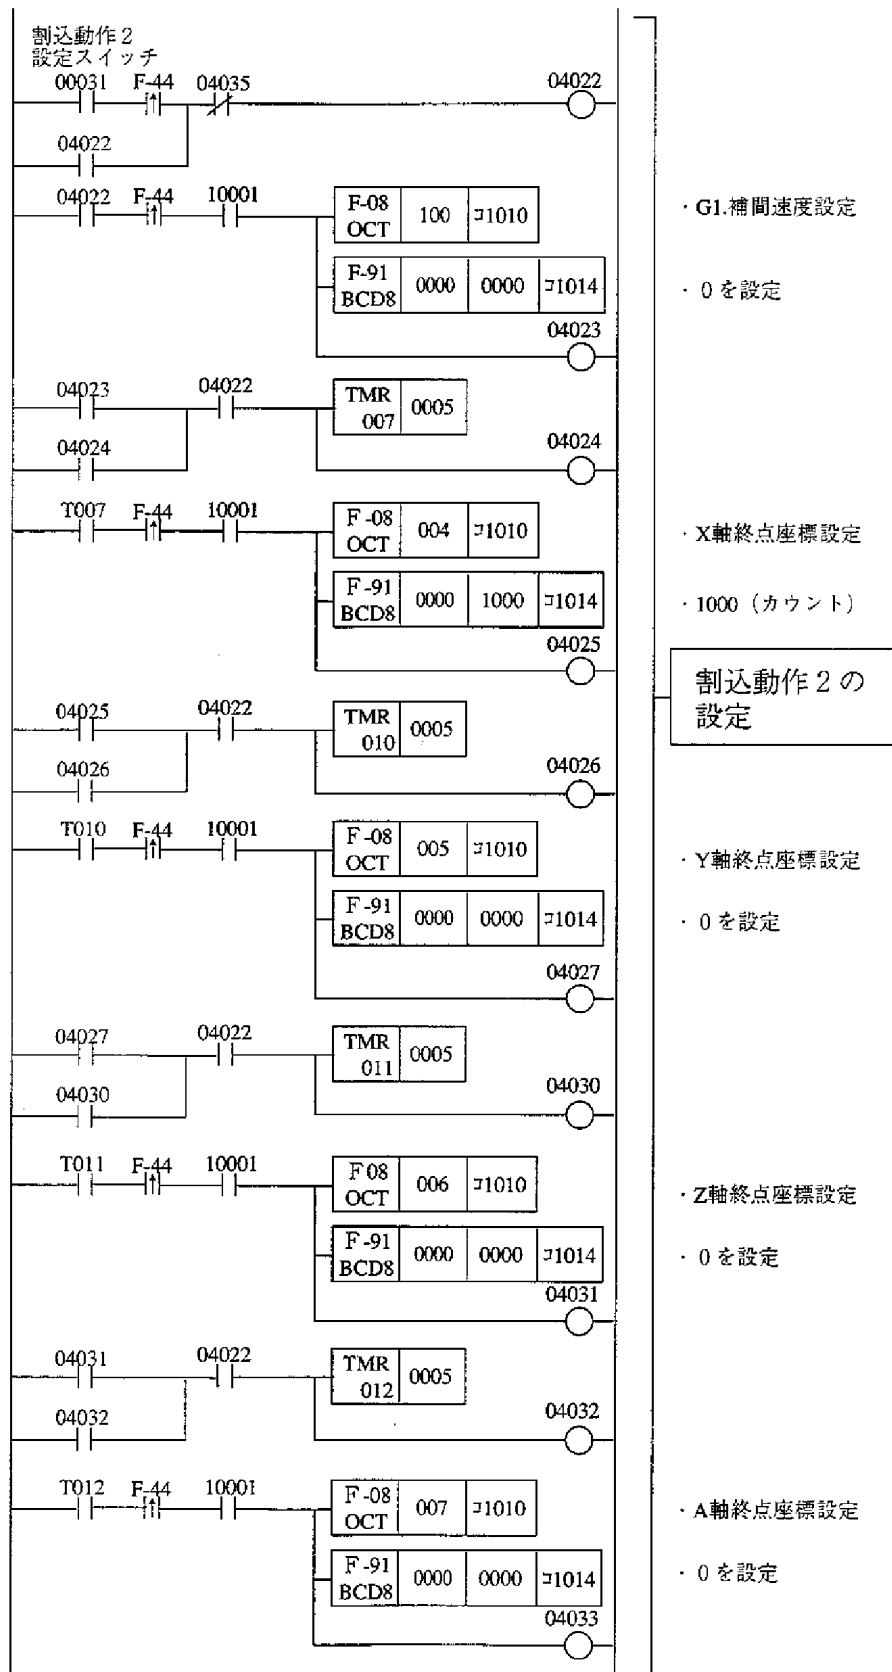 割込動作2
設定スイッチ
00031 F-44 04035 04022
04022
04022 F-44 10001
F-08 OCT 100 コ1010 ・G1.補間速度設定
F-91 BCD8 0000 0000 コ1014 ・0を設定
04023
04023 04022
TMR 007 0005
04024 04024
T007 F-44 10001
F-08 OCT 004 コ1010 ・X軸終点座標設定
F-91 BCD8 0000 1000 コ1014 ・1000（カウント）
04025
割込動作2の
設定
04025 04022
TMR 010 0005
04026 04026
T010 F-44 10001
F-08 OCT 005 コ1010 ・Y軸終点座標設定
F-91 BCD8 0000 0000 コ1014 ・0を設定
04027
04027 04022
TMR 011 0005
04030 04030
T011 F-44 10001
F08 OCT 006 コ1010 ・Z軸終点座標設定
F-91 BCD8 0000 0000 コ1014 ・0を設定
04031
04031 04022
TMR 012 0005
04032 04032
T012 F-44 10001
F-08 OCT 007 コ1010 ・A軸終点座標設定
F-91 BCD8 0000 0000 コ1014 ・0を設定
04033